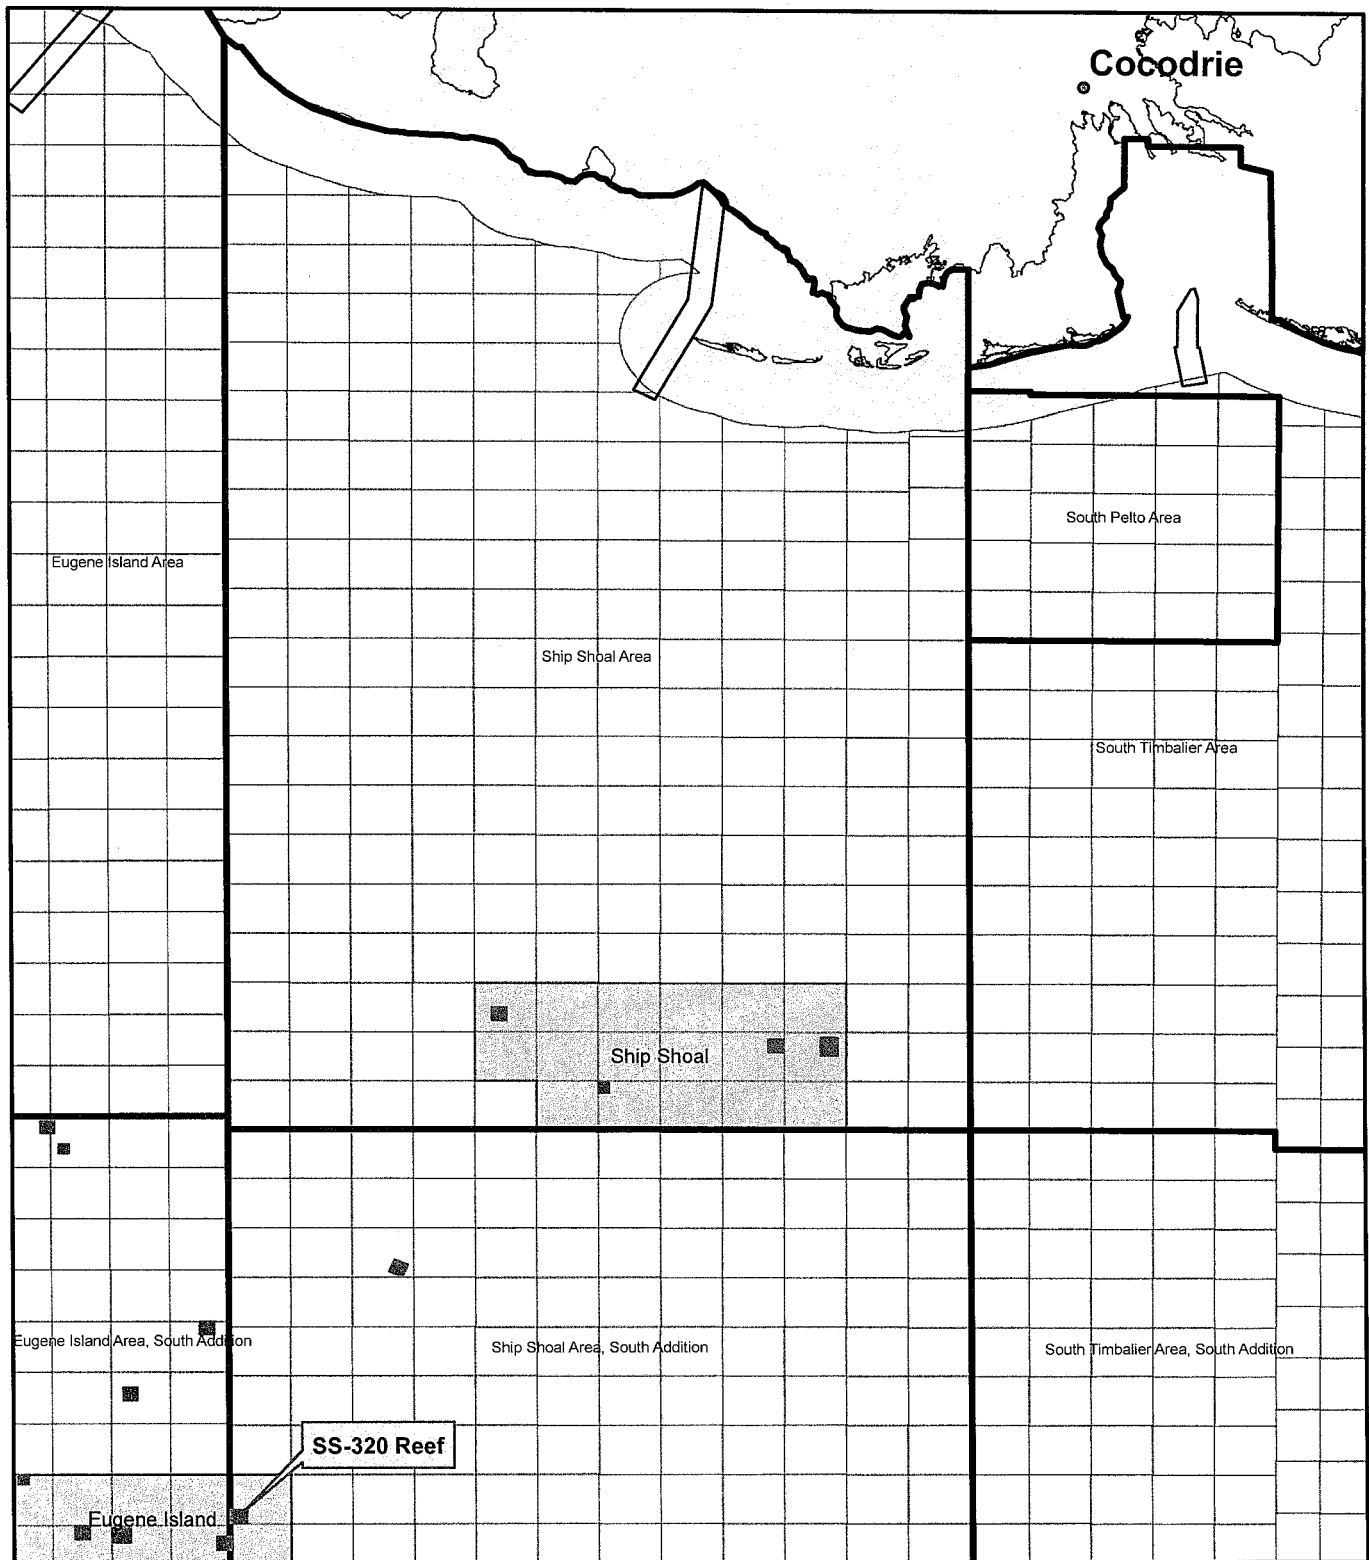 Cocodrie
South Pelto Area
Eugene Island Area
Ship Shoal Area
South Timbalier Area
Ship Shoal
Eugene Island Area, South Addition
Ship Shoal Area, South Addition
South Timbalier Area, South Addition
SS-320 Reef
Eugene Island